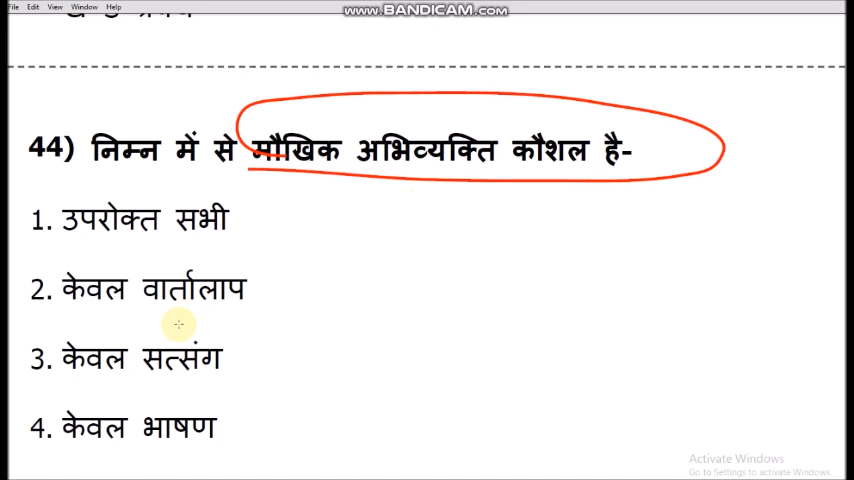 File Edit View Window Help
www.BANDICAM.com
44) निम्न में से मौखिक अभिव्यक्ति कौशल है-
1. उपरोक्त सभी
2. केवल वार्तालाप
3. केवल सत्संग
4. केवल भाषण
Activate Windows
Go to Settings to activate Windows.